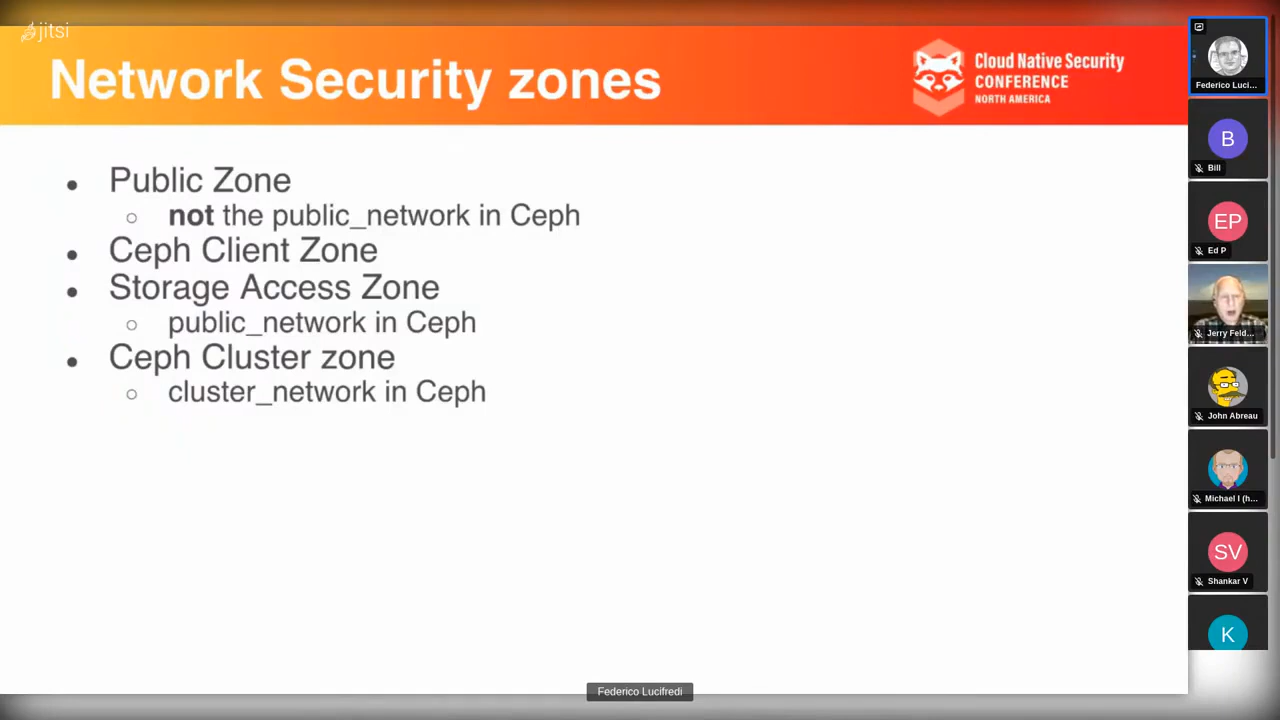 jitsi
Network Security zones
Cloud Native Security
CONFERENCE
NORTH AMERICA
● Public Zone
○ not the public_network in Ceph
● Ceph Client Zone
● Storage Access Zone
○ public_network in Ceph
● Ceph Cluster zone
○ cluster_network in Ceph
Federico Luci...
B
Bill
EP
Ed P
Jerry Feld...
John Abreau
Michael I (h...
SV
Shankar V
K
Federico Lucifredi